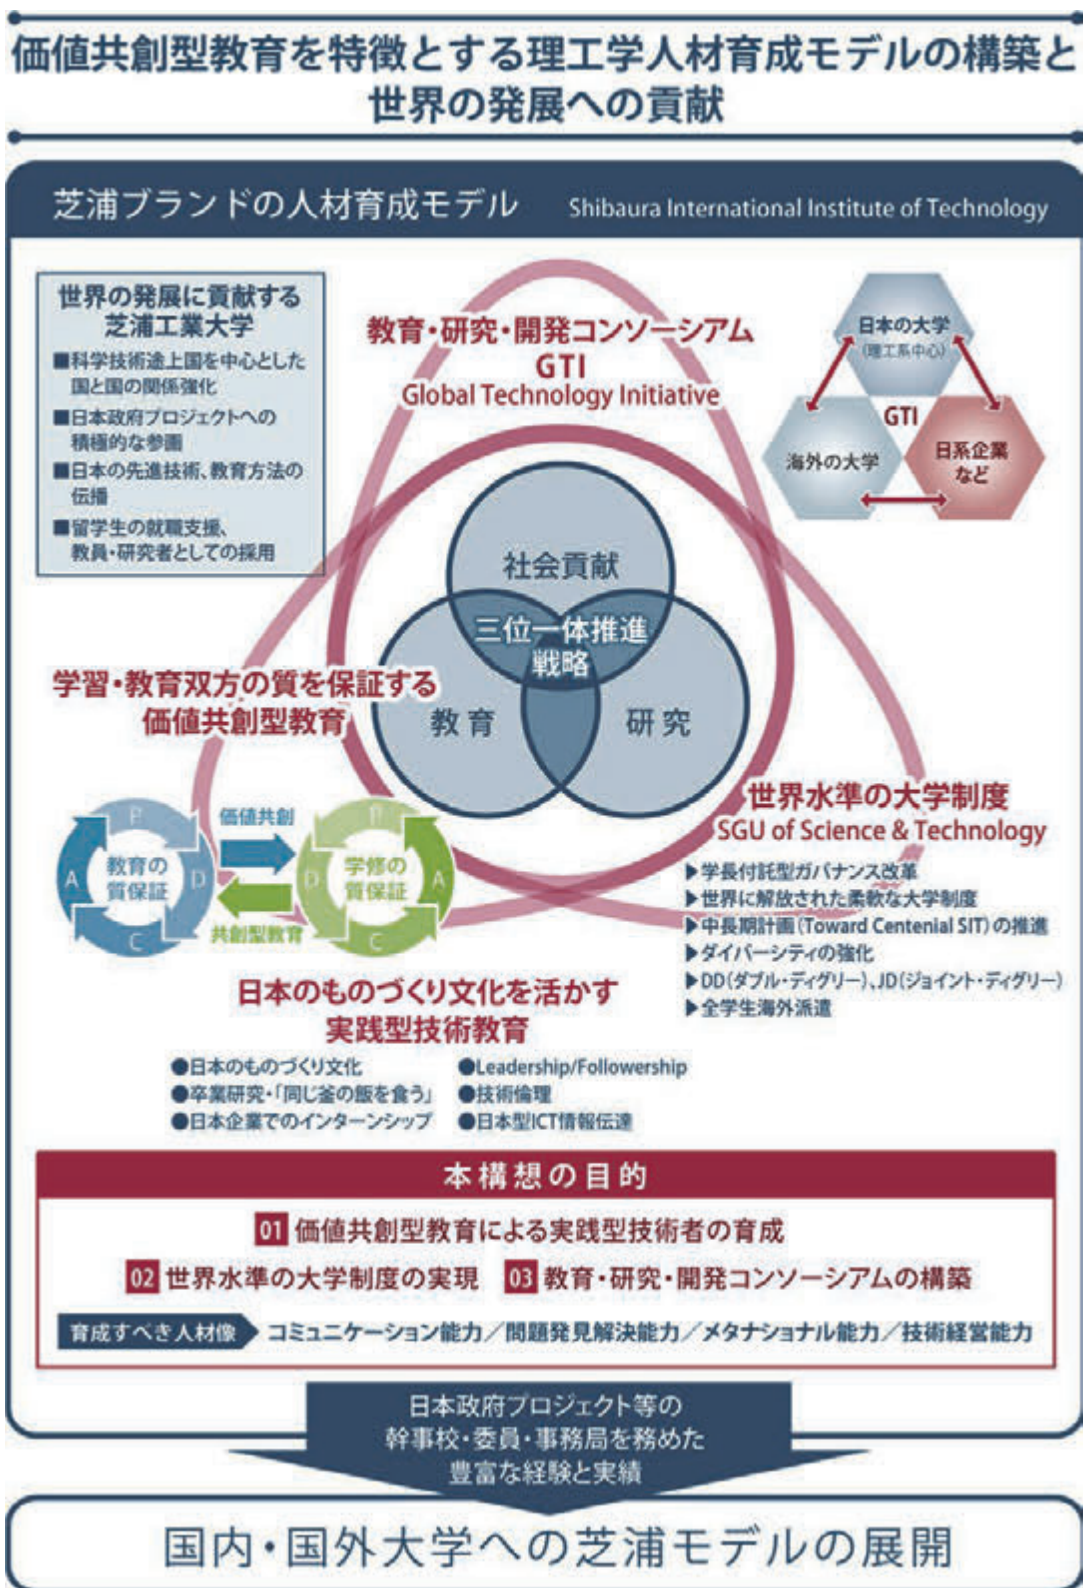 価値共創型教育を特徴とする理工学人材育成モデルの構築と
世界の発展への貢献
芝浦ブランドの人材育成モデル
Shibaura International Institute of Technology
世界の発展に貢献する
芝浦工業大学
■科学技術途上国を中心とした
国と国の関係強化
■日本政府プロジェクトへの
積極的な参画
■日本の先進技術、教育方法の
伝播
■留学生の就職支援、
教員・研究者としての採用
教育・研究・開発コンソーシアム
GTI
Global Technology Initiative
日本の大学
(理工系中心)
GTI
海外の大学
日系企業
など
社会貢献
三位一体推進
戦略
教育
研究
学習・教育双方の質を保証する
価値共創型教育
P
D
C
A
教育の
質保証
価値共創
共創型教育
P
D
C
A
学修の
質保証
世界水準の大学制度
SGU of Science & Technology
▶学長付託型ガバナンス改革
▶世界に解放された柔軟な大学制度
▶中長期計画(Toward Centenial SIT)の推進
▶ダイバーシティの強化
▶DD(ダブル・ディグリー)、JD(ジョイント・ディグリー)
▶全学生海外派遣
日本のものづくり文化を活かす
実践型技術教育
●日本のものづくり文化
●卒業研究・「同じ釜の飯を食う」
●日本企業でのインターンシップ
●Leadership/Followership
●技術倫理
●日本型ICT情報伝達
本構想の目的
01 価値共創型教育による実践型技術者の育成
02 世界水準の大学制度の実現
03 教育・研究・開発コンソーシアムの構築
育成すべき人材像
コミュニケーション能力／問題発見解決能力／メタナショナル能力／技術経営能力
日本政府プロジェクト等の
幹事校・委員・事務局を務めた
豊富な経験と実績
国内・国外大学への芝浦モデルの展開